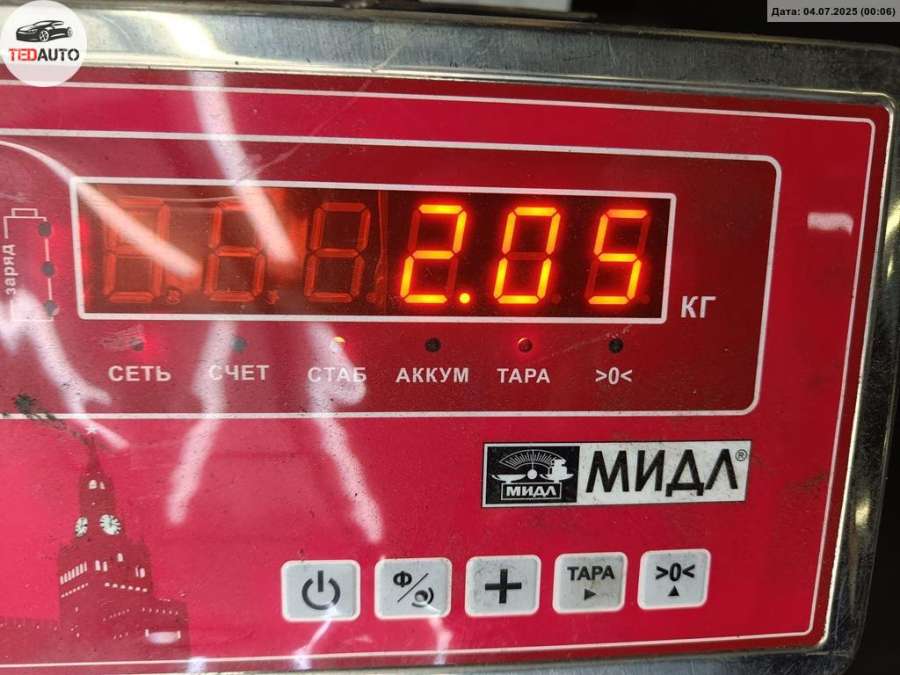 Дата: 04.07.2025 (00:06)
TEDAUTO
заряд
2.05
КГ
СЕТЬ СЧЕТ СТАБ АККУМ ТАРА >0<
МИДЛ МИДЛ®
Ф/ + ТАРА >0<